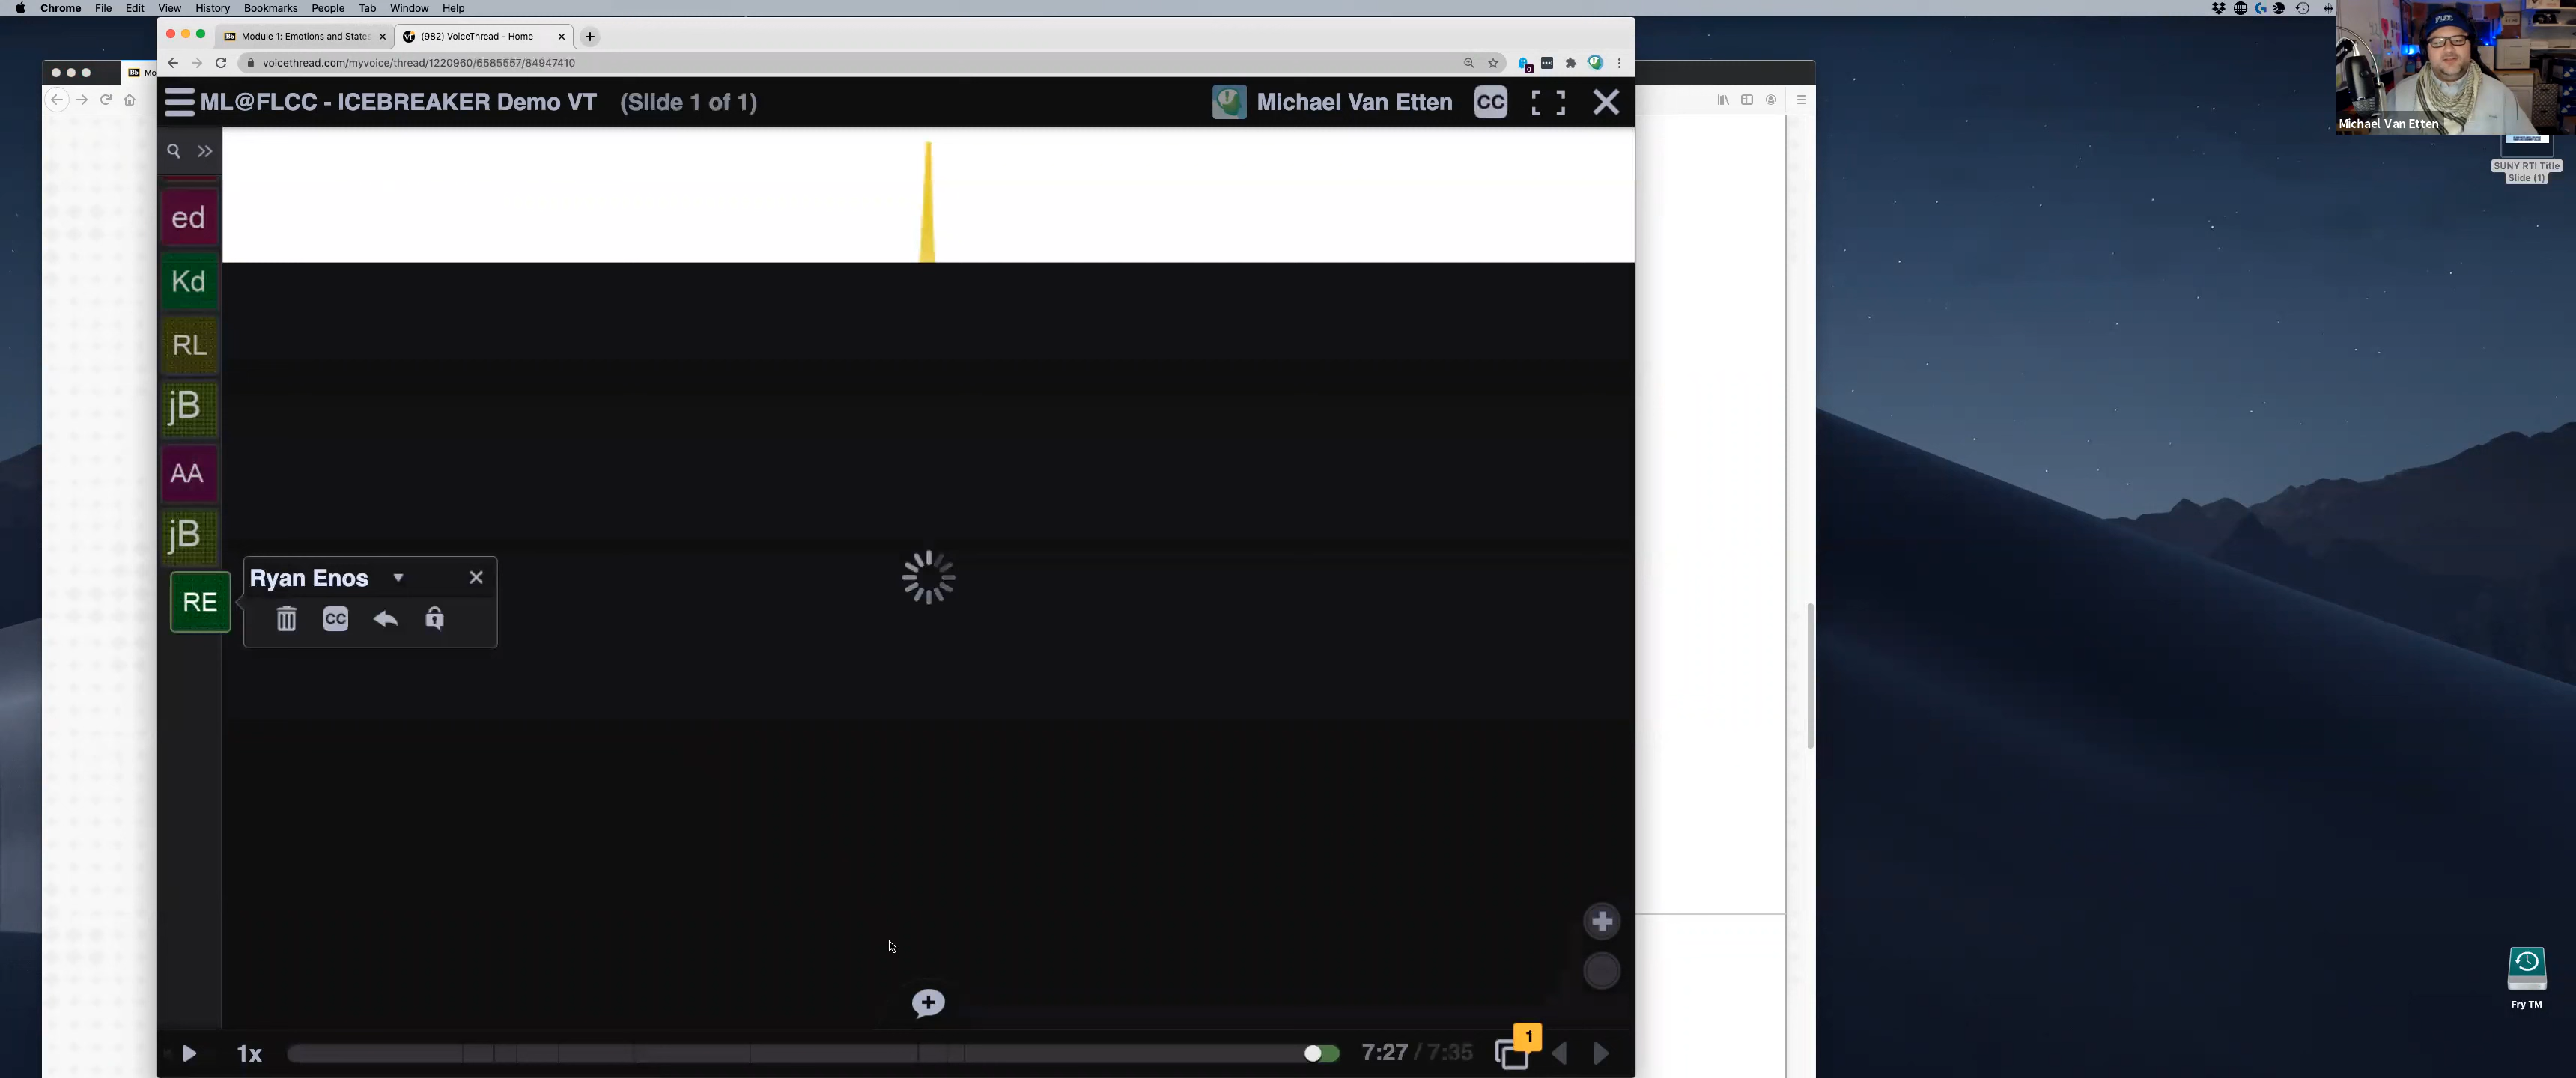 Chrome File Edit View History Bookmarks People Tab Window Help
Module 1: Emotions and States
(982) VoiceThread - Home
Mo
voicethread.com/myvoice/thread/1220960/6585557/84947410
ML@FLCC - ICEBREAKER Demo VT (Slide 1 of 1)
Michael Van Etten
CC
Michael Van Etten
SUNY RTI Title
Slide (1)
ed
Kd
RL
jB
AA
jB
RE
Ryan Enos
CC
1x
7:27 / 7:35
1
Fry TM